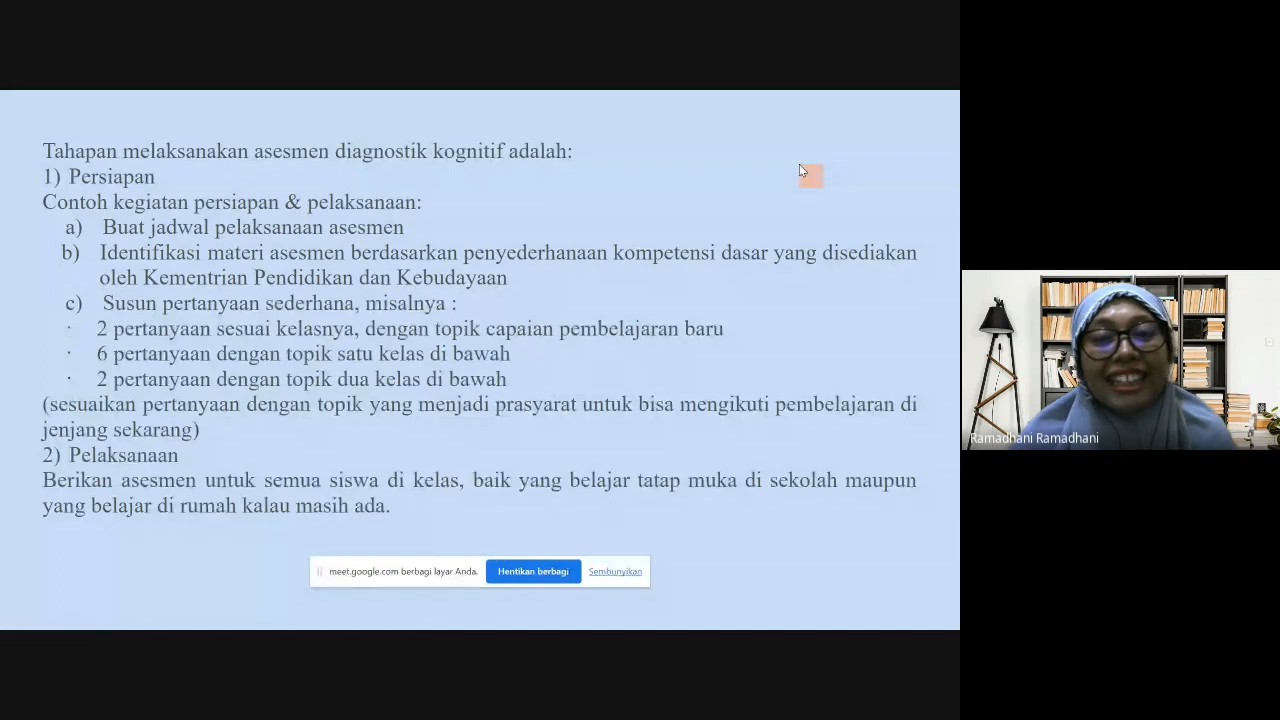 Tahapan melaksanakan asesmen diagnostik kognitif adalah:
1) Persiapan
Contoh kegiatan persiapan & pelaksanaan:
a) Buat jadwal pelaksanaan asesmen
b) Identifikasi materi asesmen berdasarkan penyederhanaan kompetensi dasar yang disediakan
oleh Kementrian Pendidikan dan Kebudayaan
c) Susun pertanyaan sederhana, misalnya :
· 2 pertanyaan sesuai kelasnya, dengan topik capaian pembelajaran baru
· 6 pertanyaan dengan topik satu kelas di bawah
· 2 pertanyaan dengan topik dua kelas di bawah
(sesuaikan pertanyaan dengan topik yang menjadi prasyarat untuk bisa mengikuti pembelajaran di
jenjang sekarang)
2) Pelaksanaan
Berikan asesmen untuk semua siswa di kelas, baik yang belajar tatap muka di sekolah maupun
yang belajar di rumah kalau masih ada.
meet.google.com berbagi layar Anda. Hentikan berbagi Sembunyikan
Ramadhani Ramadhani